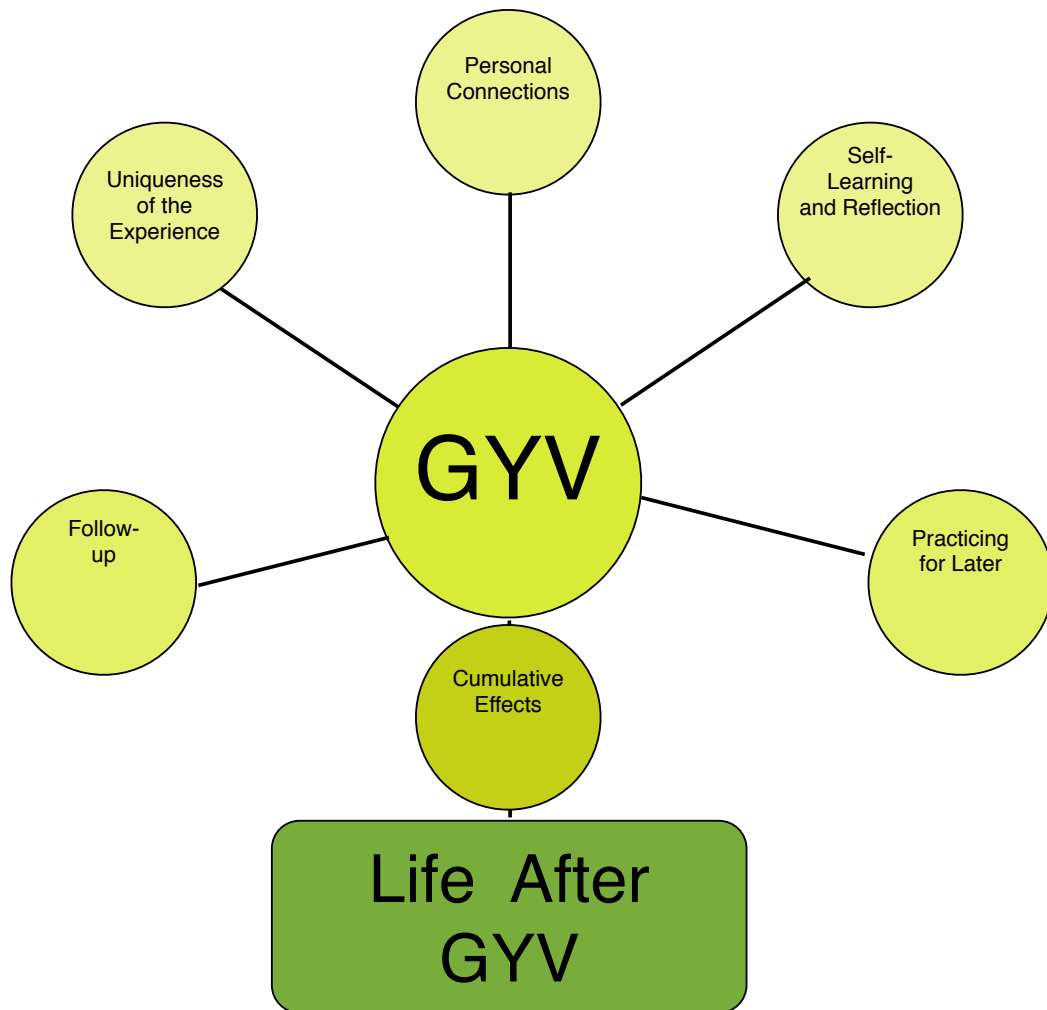 Personal
Connections
Self-
Learning
and Reflection
Uniqueness
of the
Experience
GYV
Follow-
up
Practicing
for Later
Cumulative
Effects
Life After
GYV